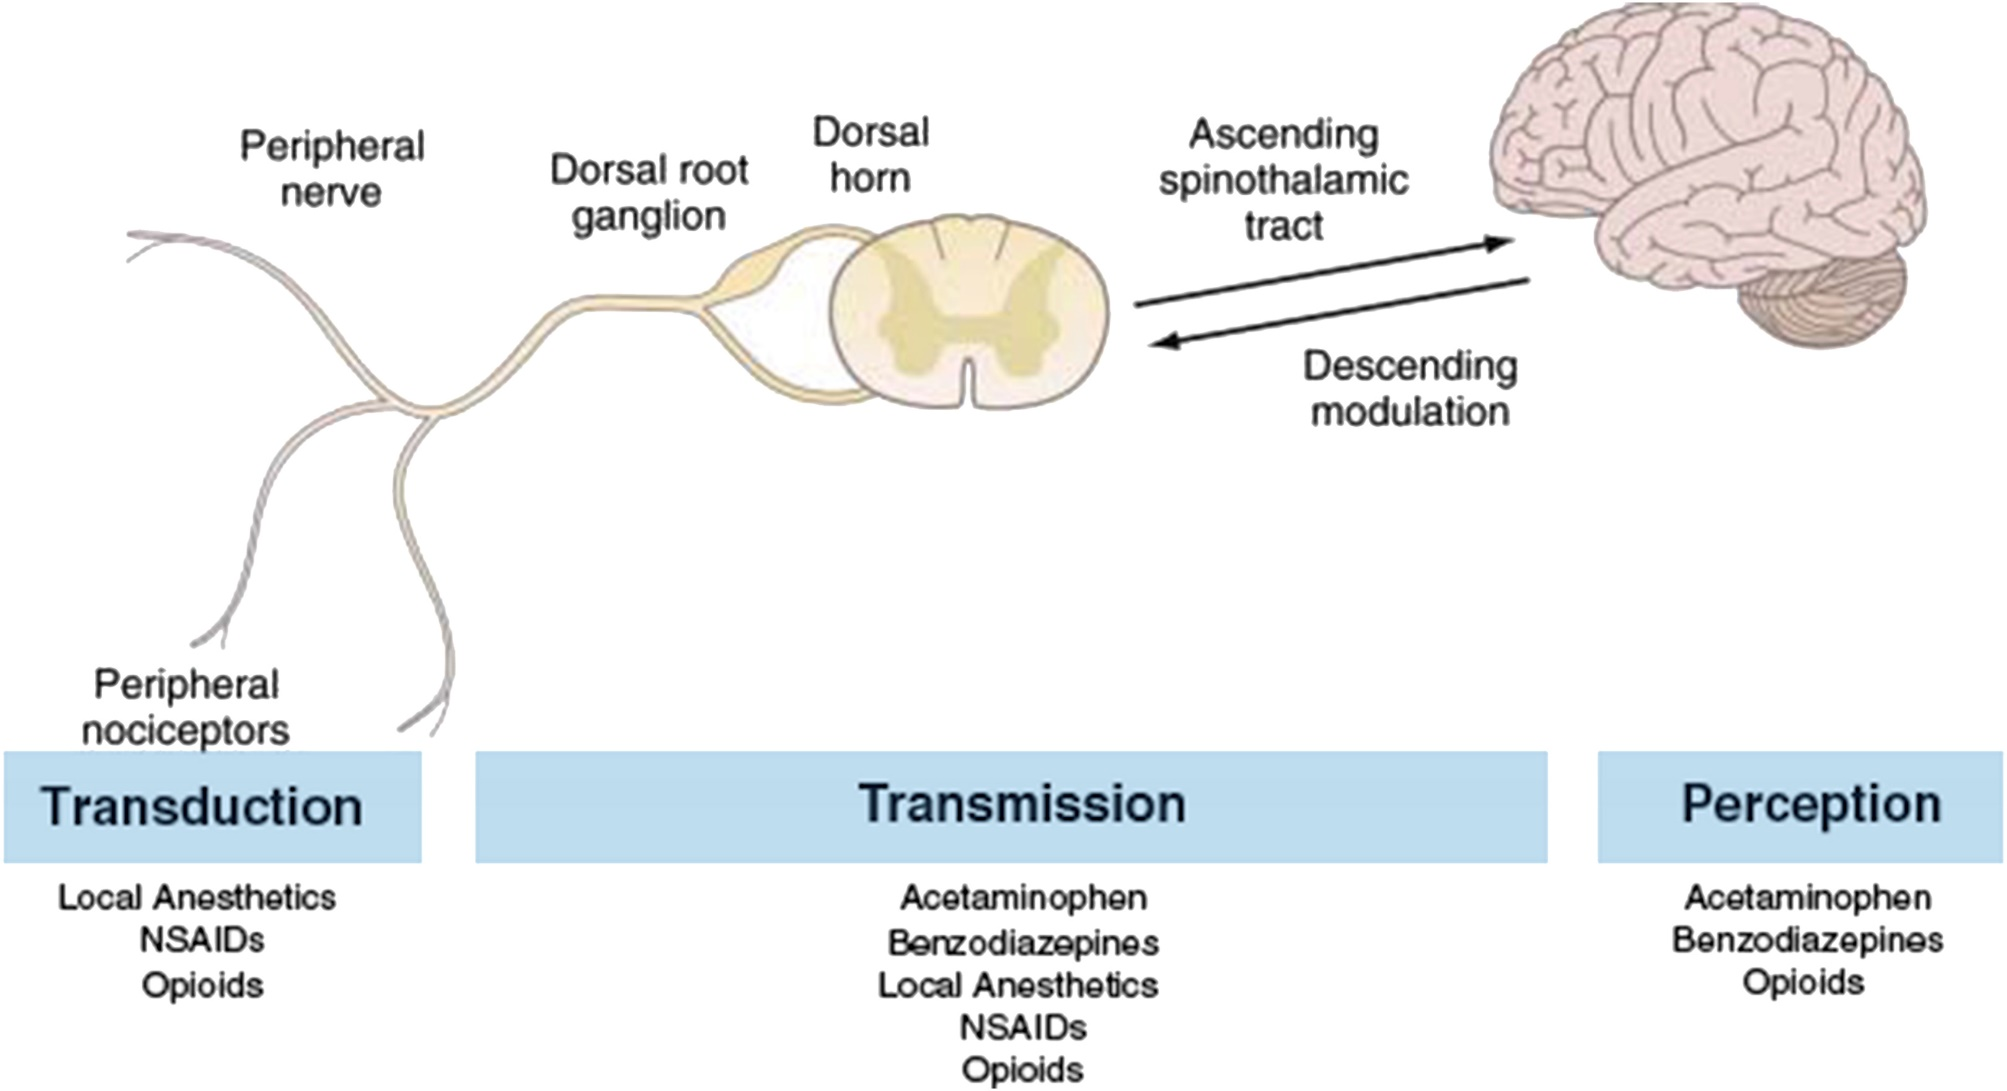 Peripheral
nerve
Dorsal root
ganglion
Dorsal
horn
Ascending
spinothalamic
tract
Descending
modulation
Peripheral
nociceptors
Transduction
Local Anesthetics
NSAIDs
Opioids
Transmission
Acetaminophen
Benzodiazepines
Local Anesthetics
NSAIDs
Opioids
Perception
Acetaminophen
Benzodiazepines
Opioids